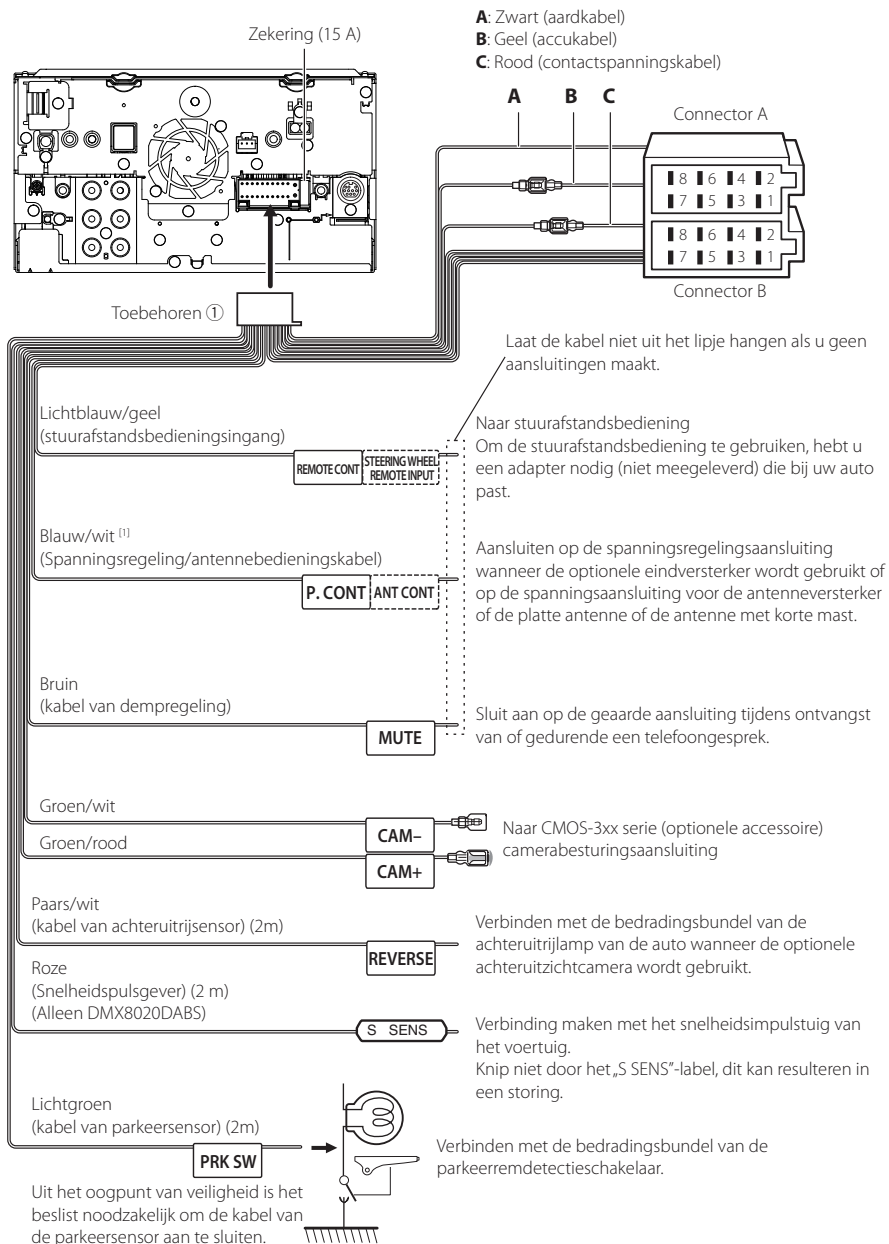 Zekering (15 A)
A: Zwart (aardkabel)
B: Geel (accukabel)
C: Rood (contactspanningskabel)
A B C
Connector A
8 6 4 2
7 5 3 1
8 6 4 2
7 5 3 1
Connector B
Toebehoren ①
Laat de kabel niet uit het lipje hangen als u geen
aansluitingen maakt.
Lichtblauw/geel
(stuurafstandsbedieningsingang)
REMOTE CONT
STEERING WHEEL
REMOTE INPUT
Naar stuurafstandsbediening
Om de stuurafstandsbediening te gebruiken, hebt u
een adapter nodig (niet meegeleverd) die bij uw auto
past.
Blauw/wit [1]
(Spanningsregeling/antennebedieningskabel)
P. CONT ANT CONT
Aansluiten op de spanningsregelingsaansluiting
wanneer de optionele eindversterker wordt gebruikt of
op de spanningsaansluiting voor de antenneversterker
of de platte antenne of de antenne met korte mast.
Bruin
(kabel van dempregeling)
MUTE
Sluit aan op de geaarde aansluiting tijdens ontvangst
van of gedurende een telefoongesprek.
Groen/wit
CAM−
Groen/rood
CAM+
Naar CMOS-3xx serie (optionele accessoire)
camerabesturingsaansluiting
Paars/wit
(kabel van achteruitrijsensor) (2m)
REVERSE
Verbinden met de bedradingsbundel van de
achteruitrijlamp van de auto wanneer de optionele
achteruitzichtcamera wordt gebruikt.
Roze
(Snelheidspulsgever) (2 m)
(Alleen DMX8020DABS)
S SENS
Verbinding maken met het snelheidsimpulstuig van
het voertuig.
Knip niet door het „S SENS”-label, dit kan resulteren in
een storing.
Lichtgroen
(kabel van parkeersensor) (2m)
PRK SW
Verbinden met de bedradingsbundel van de
parkeerremdetectieschakelaar.
Uit het oogpunt van veiligheid is het
beslist noodzakelijk om de kabel van
de parkeersensor aan te sluiten.